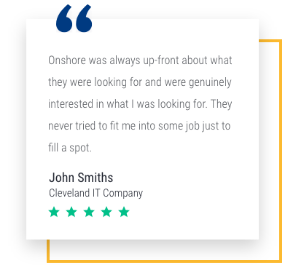 Onshore was always up-front about what
they were looking for and were genuinely
interested in what I was looking for. They
never tried to fit me into some job just to
fill a spot.
John Smiths
Cleveland IT Company